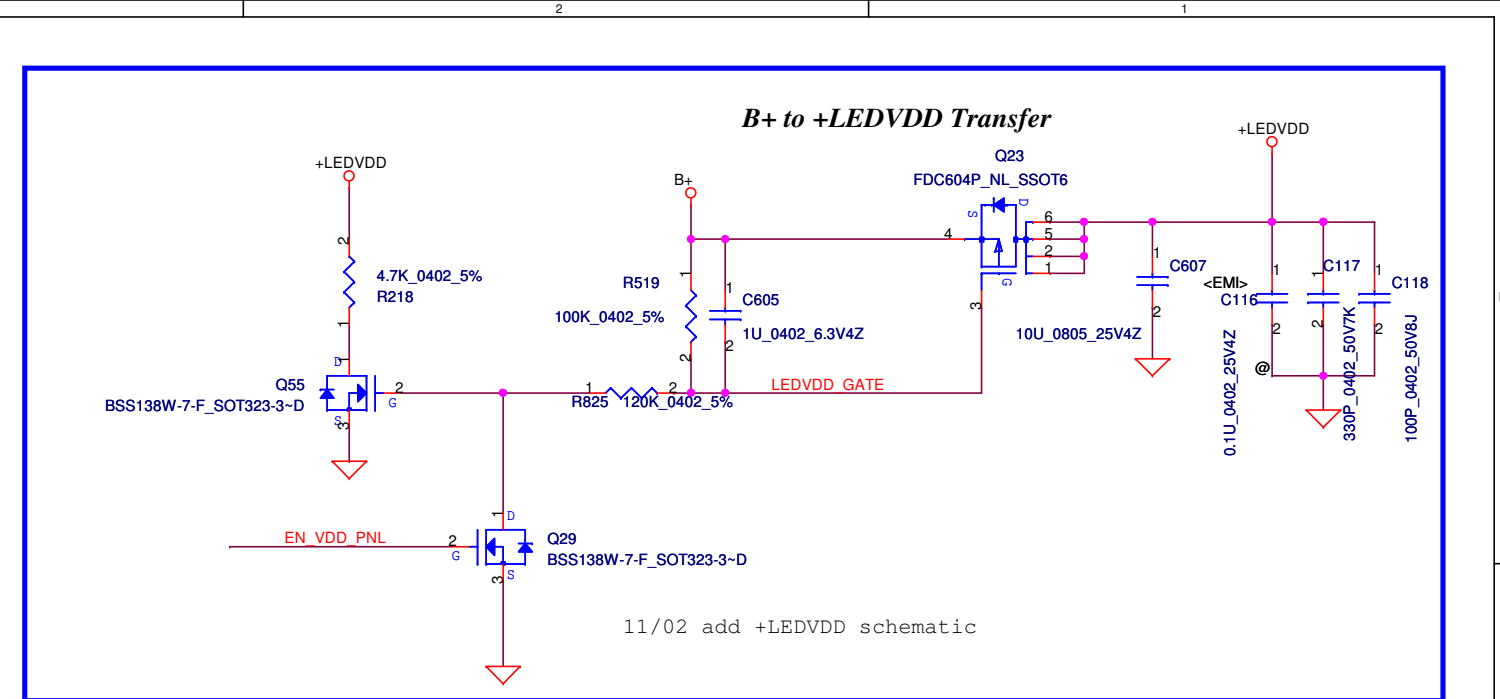 2
1
B+ to +LEDVDD Transfer
+LEDVDD
+LEDVDD
Q23
FDC604P_NL_SSOT6
B+
S
D
6
4
5
2
1
G
3
2
4.7K_0402_5%
R218
1
R519
1
100K_0402_5%
2
1
C605
1U_0402_6.3V4Z
2
1
C607
10U_0805_25V4Z
2
<EMI>
1
C116
0.1U_0402_25V4Z
2
@
1
C117
330P_0402_50V7K
2
1
C118
100P_0402_50V8J
2
1
D
Q55
BSS138W-7-F_SOT323-3~D
2
G
S
3
1
R825
2
120K_0402_5%
LEDVDD_GATE
1
D
EN_VDD_PNL
2
G
Q29
BSS138W-7-F_SOT323-3~D
3
S
11/02 add +LEDVDD schematic